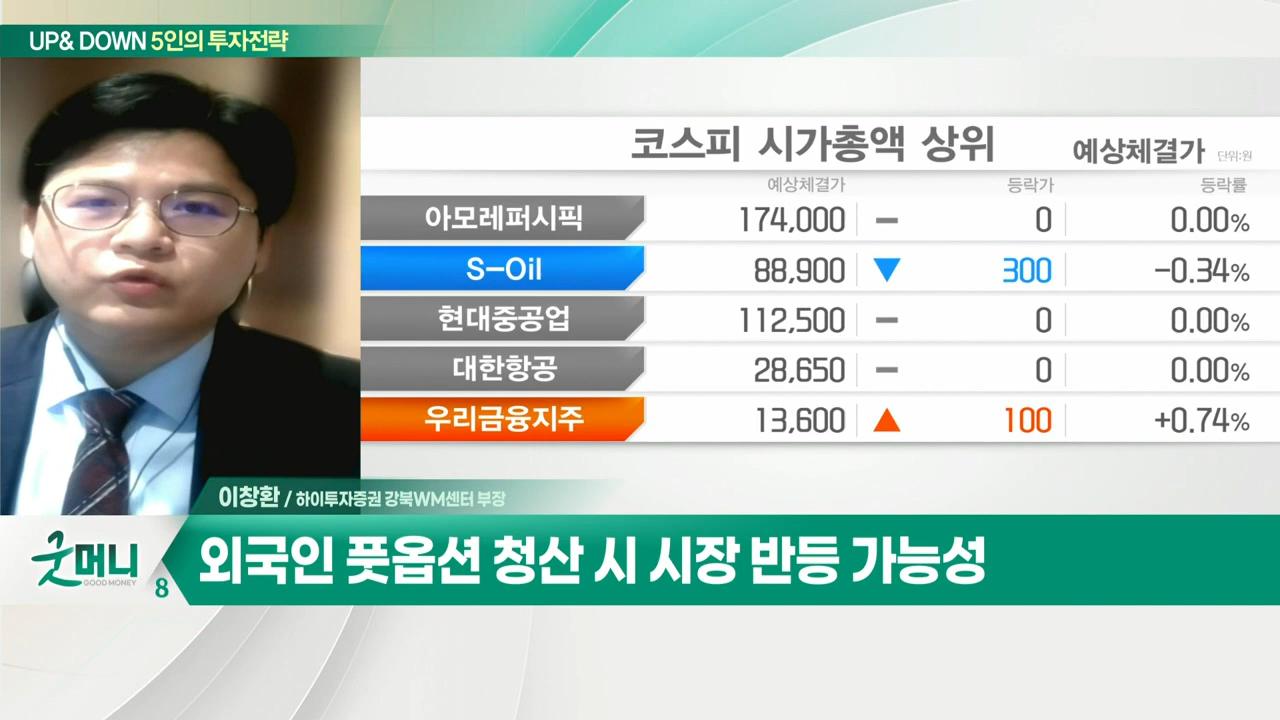 UP& DOWN 5인의 투자전략
코스피 시가총액 상위 예상체결가 단위:원
예상체결가 등락가 등락률
아모레퍼시픽 174,000 0 0.00%
S-Oil 88,900 ▼ 300 -0.34%
현대중공업 112,500 0 0.00%
대한항공 28,650 0 0.00%
우리금융지주 13,600 ▲ 100 +0.74%
이창환 / 하이투자증권 강북WM센터 부장
굿머니
GOOD MONEY
8
외국인 풋옵션 청산 시 시장 반등 가능성